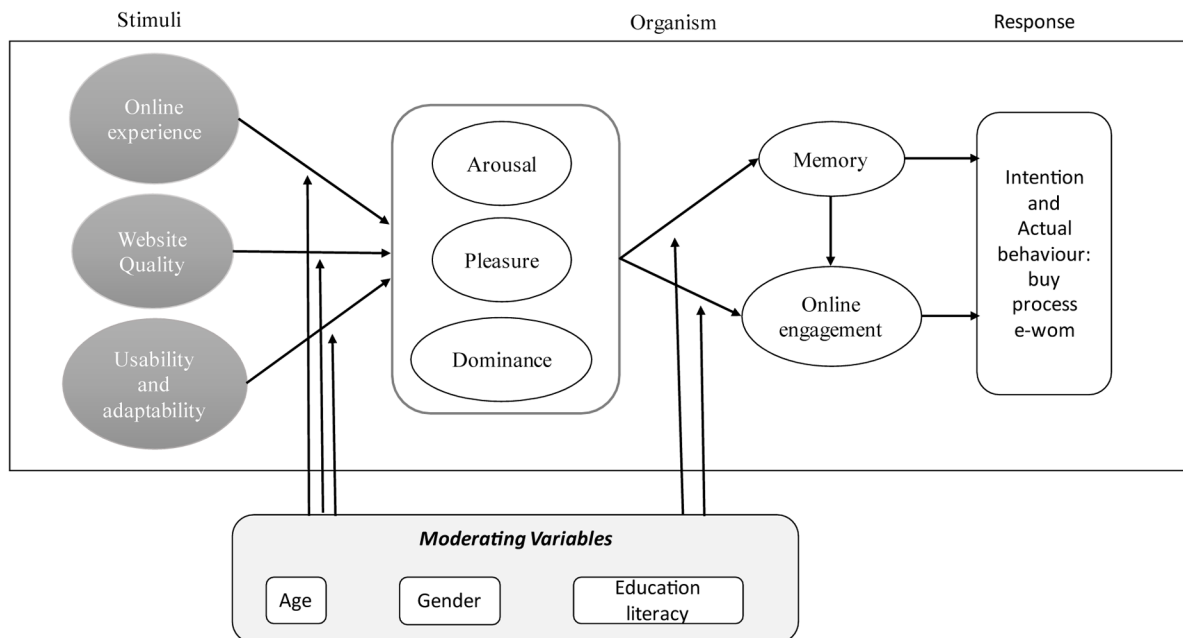 Stimuli
Organism
Response
Online
experience
Website
Quality
Usability
and
adaptability
Arousal
Pleasure
Dominance
Memory
Online
engagement
Intention
and
Actual
behaviour:
buy
process
e-wom
Moderating Variables
Age
Gender
Education
literacy